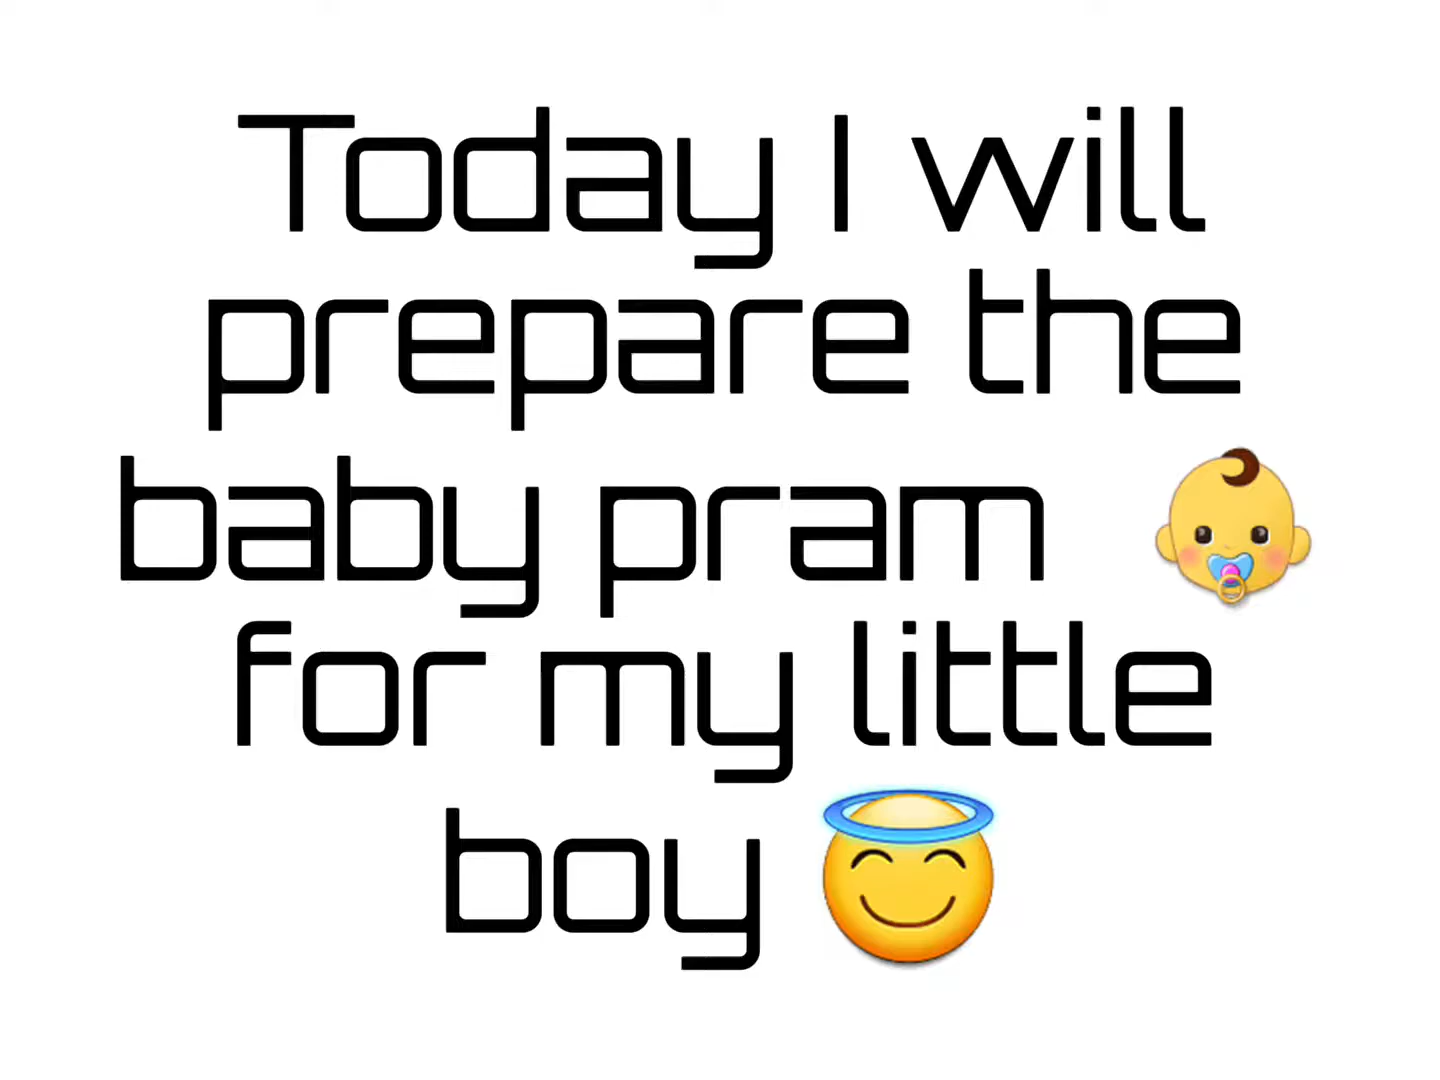 Today I will
prepare the
baby pram 👶
for my little
boy 😇